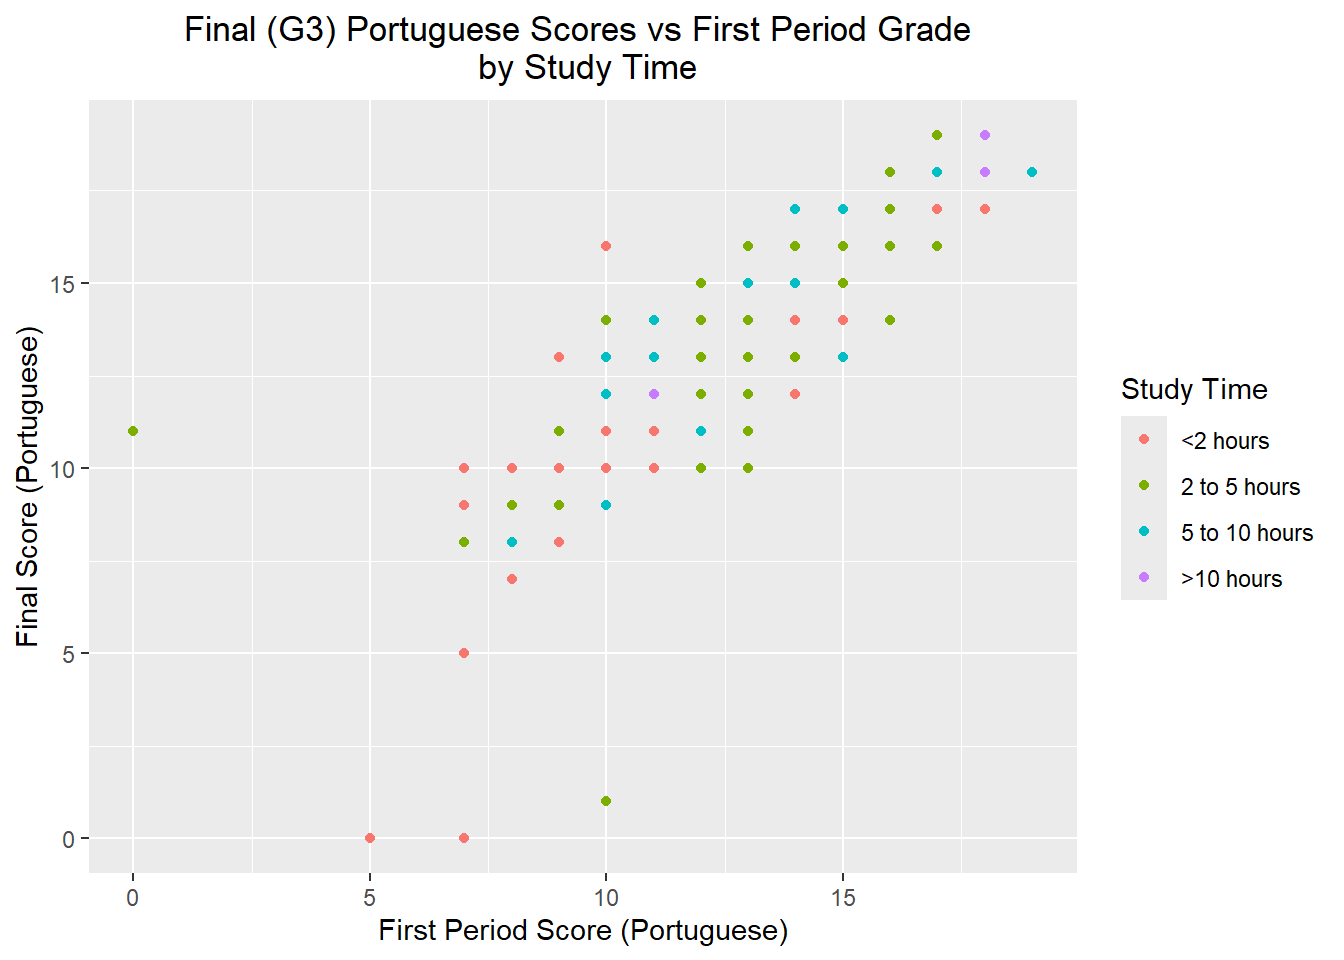 Final (G3) Portuguese Scores vs First Period Grade
by Study Time
Final Score (Portuguese)
15
10
5
0
0
5
10
15
First Period Score (Portuguese)
Study Time
<2 hours
2 to 5 hours
5 to 10 hours
>10 hours